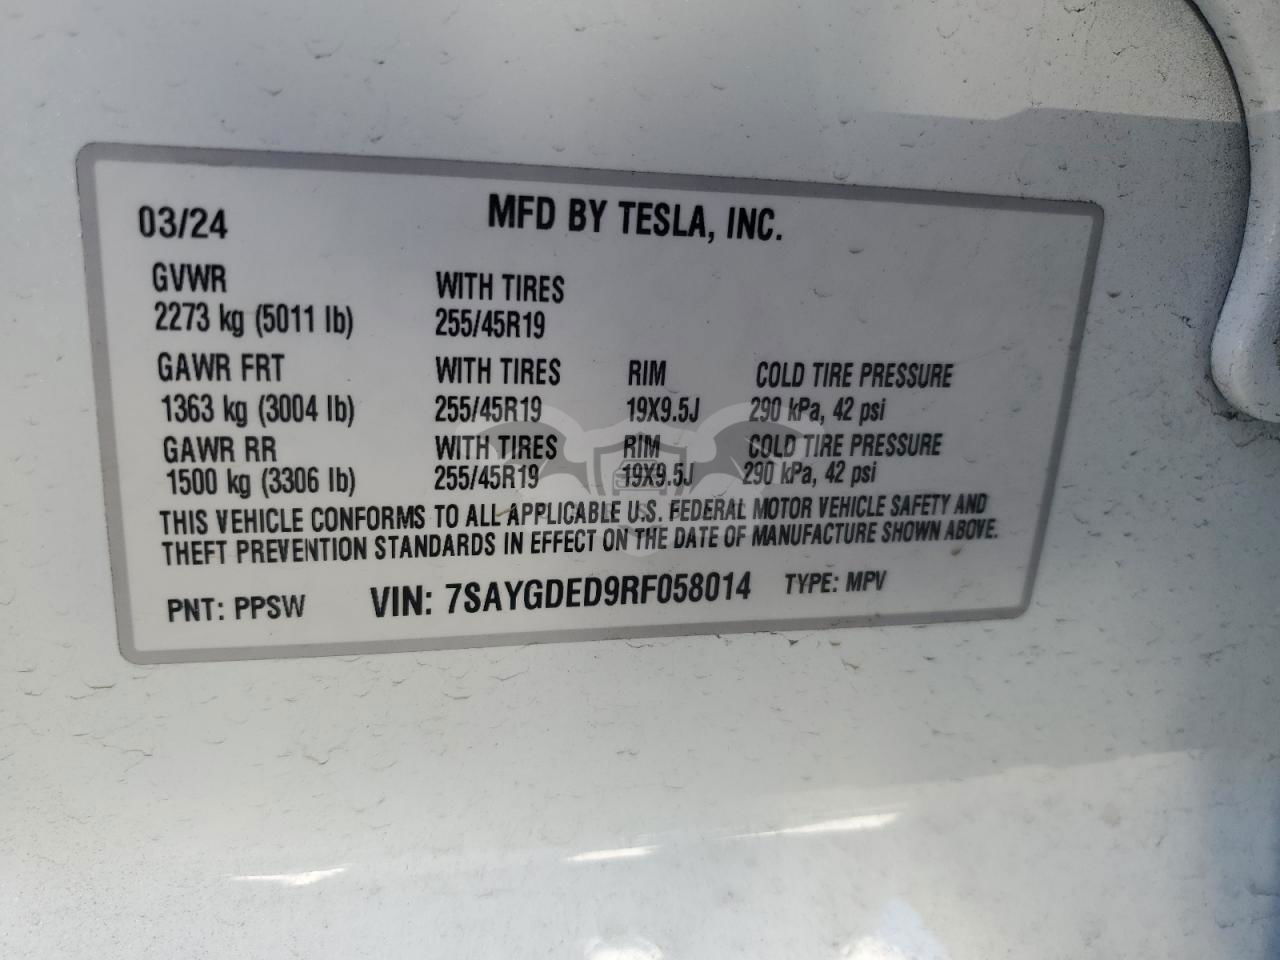 03/24 MFD BY TESLA, INC.
GVWR WITH TIRES
2273 kg (5011 lb) 255/45R19
GAWR FRT WITH TIRES RIM COLD TIRE PRESSURE
1363 kg (3004 lb) 255/45R19 19X9.5J 290 kPa, 42 psi
GAWR RR WITH TIRES RIM COLD TIRE PRESSURE
1500 kg (3306 lb) 255/45R19 19X9.5J 290 kPa, 42 psi
THIS VEHICLE CONFORMS TO ALL APPLICABLE U.S. FEDERAL MOTOR VEHICLE SAFETY AND
THEFT PREVENTION STANDARDS IN EFFECT ON THE DATE OF MANUFACTURE SHOWN ABOVE.
PNT: PPSW VIN: 7SAYGDED9RF058014 TYPE: MPV